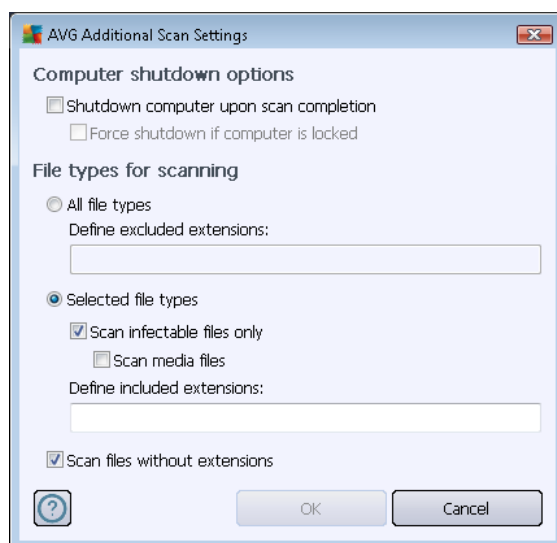 AVG Additional Scan Settings
Computer shutdown options
Shutdown computer upon scan completion
Force shutdown if computer is locked
File types for scanning
All file types
Define excluded extensions:
Selected file types
Scan infectable files only
Scan media files
Define included extensions:
Scan files without extensions
? OK Cancel